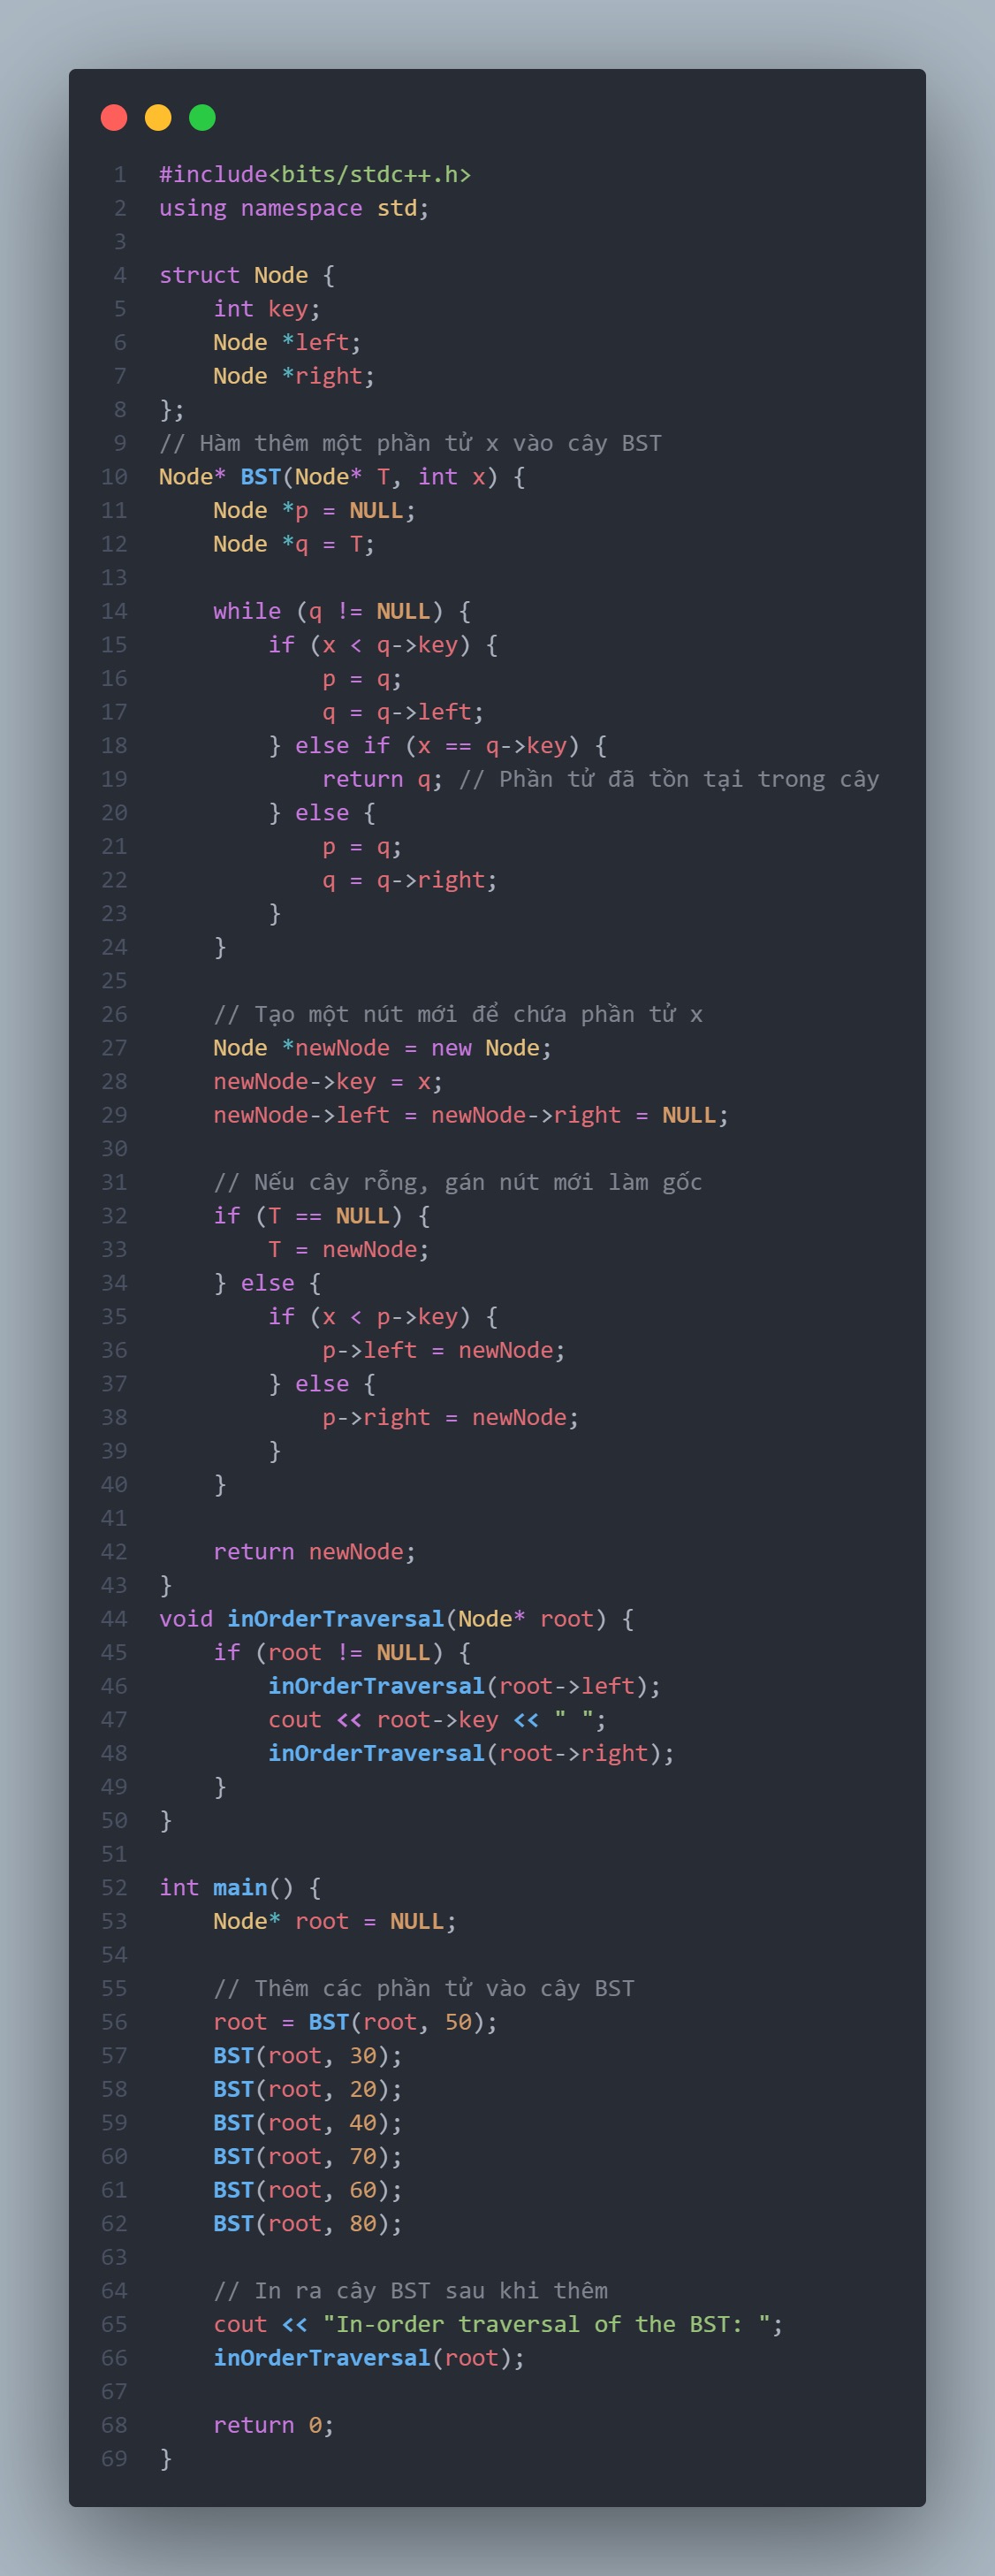 1 #include<bits/stdc++.h>
2 using namespace std;
3
4 struct Node {
5     int key;
6     Node *left;
7     Node *right;
8 };
9 // Hàm thêm một phần tử x vào cây BST
10 Node* BST(Node* T, int x) {
11     Node *p = NULL;
12     Node *q = T;
13
14     while (q != NULL) {
15         if (x < q->key) {
16             p = q;
17             q = q->left;
18         } else if (x == q->key) {
19             return q; // Phần tử đã tồn tại trong cây
20         } else {
21             p = q;
22             q = q->right;
23         }
24     }
25
26     // Tạo một nút mới để chứa phần tử x
27     Node *newNode = new Node;
28     newNode->key = x;
29     newNode->left = newNode->right = NULL;
30
31     // Nếu cây rỗng, gán nút mới làm gốc
32     if (T == NULL) {
33         T = newNode;
34     } else {
35         if (x < p->key) {
36             p->left = newNode;
37         } else {
38             p->right = newNode;
39         }
40     }
41
42     return newNode;
43 }
44 void inOrderTraversal(Node* root) {
45     if (root != NULL) {
46         inOrderTraversal(root->left);
47         cout << root->key << " ";
48         inOrderTraversal(root->right);
49     }
50 }
51
52 int main() {
53     Node* root = NULL;
54
55     // Thêm các phần tử vào cây BST
56     root = BST(root, 50);
57     BST(root, 30);
58     BST(root, 20);
59     BST(root, 40);
60     BST(root, 70);
61     BST(root, 60);
62     BST(root, 80);
63
64     // In ra cây BST sau khi thêm
65     cout << "In-order traversal of the BST: ";
66     inOrderTraversal(root);
67
68     return 0;
69 }